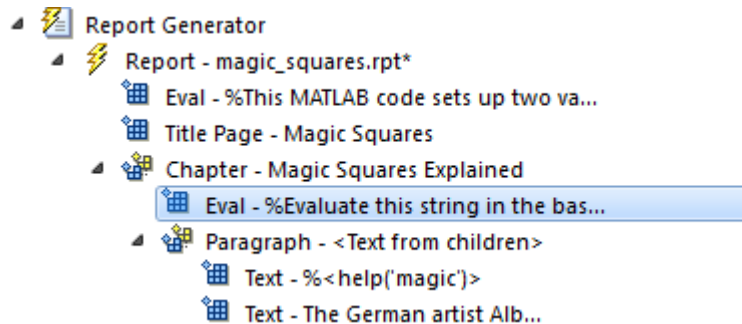 Report Generator
Report - magic_squares.rpt*
Eval - %This MATLAB code sets up two va...
Title Page - Magic Squares
Chapter - Magic Squares Explained
Eval - %Evaluate this string in the bas...
Paragraph - <Text from children>
Text - %<help('magic')>
Text - The German artist Alb...